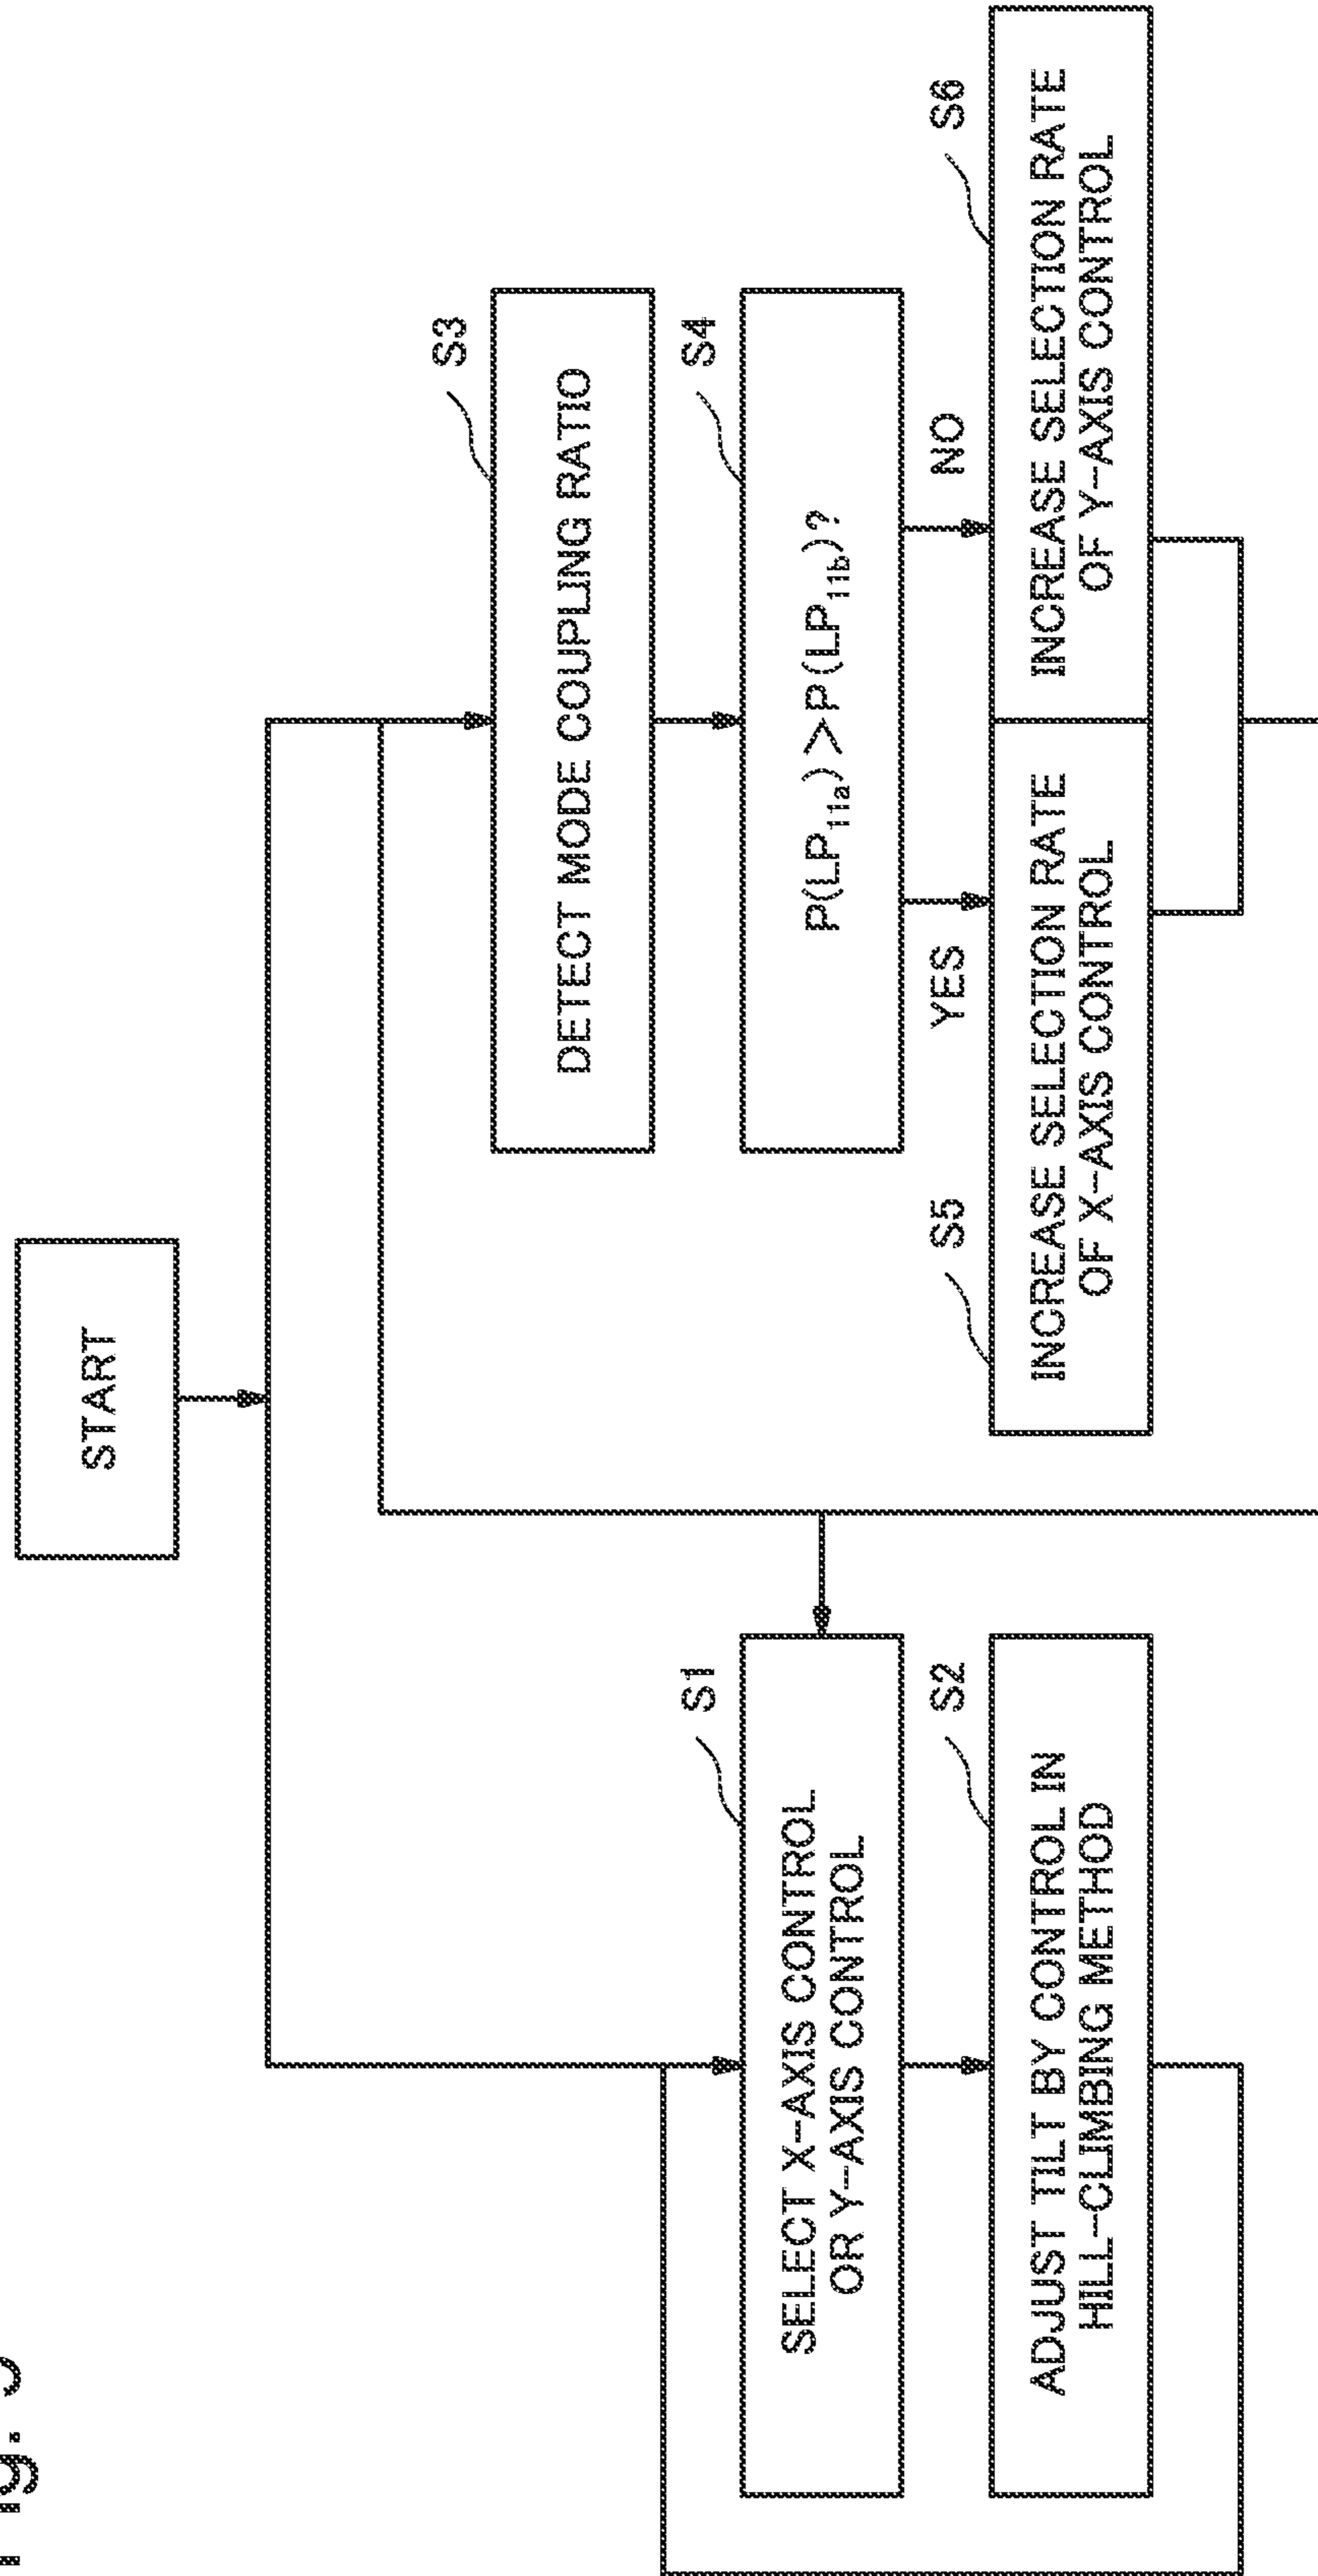 Fig.
START
S1
SELECT X-AXIS CONTROL
OR Y-AXIS CONTROL
S2
ADJUST TILT BY CONTROL IN
HILL-CLIMBING METHOD
S3
DETECT MODE COUPLING RATIO
S4
P(LP11a)>P(LP11b)?
YES
NO
S5
INCREASE SELECTION RATE
OF X-AXIS CONTROL
S6
INCREASE SELECTION RATE
OF Y-AXIS CONTROL